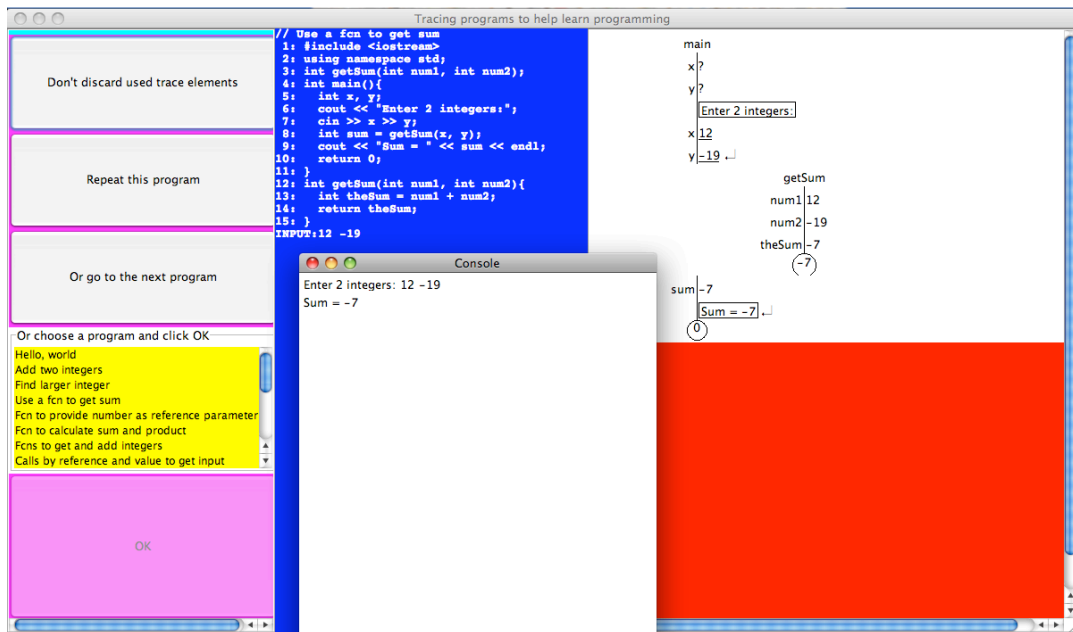 Tracing programs to help learn programming
Don't discard used trace elements
Repeat this program
Or go to the next program
Or choose a program and click OK
Hello, world
Add two integers
Find larger integer
Use a fcn to get sum
Fcn to provide number as reference parameter
Fcn to calculate sum and product
Fcns to get and add integers
Calls by reference and value to get input
OK
// Use a fcn to get sum
1: #include <iostream>
2: using namespace std;
3: int getSum(int num1, int num2);
4: int main(){
5: int x, y;
6: cout << "Enter 2 integers:";
7: cin >> x >> y;
8: int sum = getSum(x, y);
9: cout << "Sum = " << sum << endl;
10: return 0;
11: }
12: int getSum(int num1, int num2){
13: int theSum = num1 + num2;
14: return theSum;
15: }
INPUT:12 -19
Console
Enter 2 integers: 12 -19
Sum = -7
main
x ?
y ?
Enter 2 integers:
x 12
y -19
getSum
num1 12
num2 -19
theSum -7
-7
sum -7
Sum = -7
0